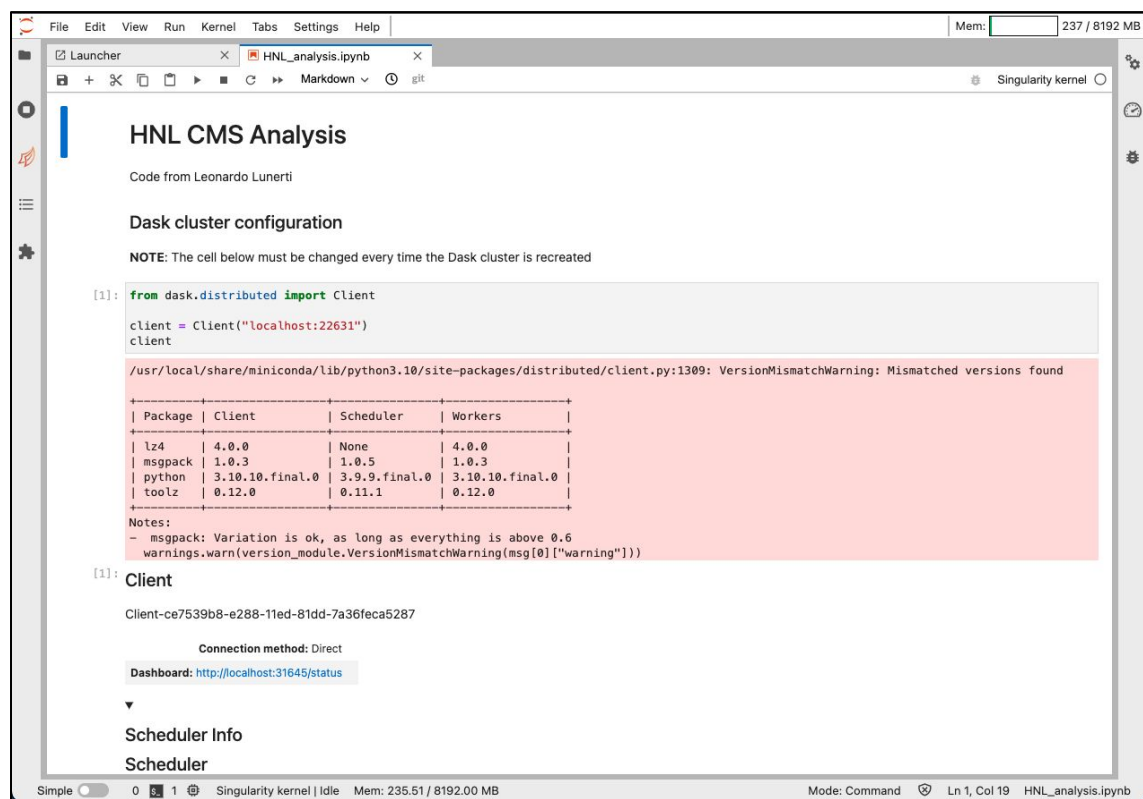 File Edit View Run Kernel Tabs Settings Help
Mem: 237 / 8192 MB
Launcher
HNL_analysis.ipynb
Markdown
git
Singularity kernel
HNL CMS Analysis
Code from Leonardo Lunerti
Dask cluster configuration
NOTE: The cell below must be changed every time the Dask cluster is recreated
[1]: from dask.distributed import Client
client = Client("localhost:22631")
client
/usr/local/share/miniconda/lib/python3.10/site-packages/distributed/client.py:1309: VersionMismatchWarning: Mismatched versions found
+---------+----------------+---------------+----------------+
| Package | Client | Scheduler | Workers |
+---------+----------------+---------------+----------------+
| lz4 | 4.0.0 | None | 4.0.0 |
| msgpack | 1.0.3 | 1.0.5 | 1.0.3 |
| python | 3.10.10.final.0 | 3.9.9.final.0 | 3.10.10.final.0 |
| toolz | 0.12.0 | 0.11.1 | 0.12.0 |
+---------+----------------+---------------+----------------+
Notes:
- msgpack: Variation is ok, as long as everything is above 0.6
warnings.warn(version_module.VersionMismatchWarning(msg[0]["warning"]))
[1]: Client
Client-ce7539b8-e288-11ed-81dd-7a36feca5287
Connection method: Direct
Dashboard: http://localhost:31645/status
Scheduler Info
Scheduler
Simple 0 $_ 1 Singularity kernel | Idle Mem: 235.51 / 8192.00 MB Mode: Command Ln 1, Col 19 HNL_analysis.ipynb